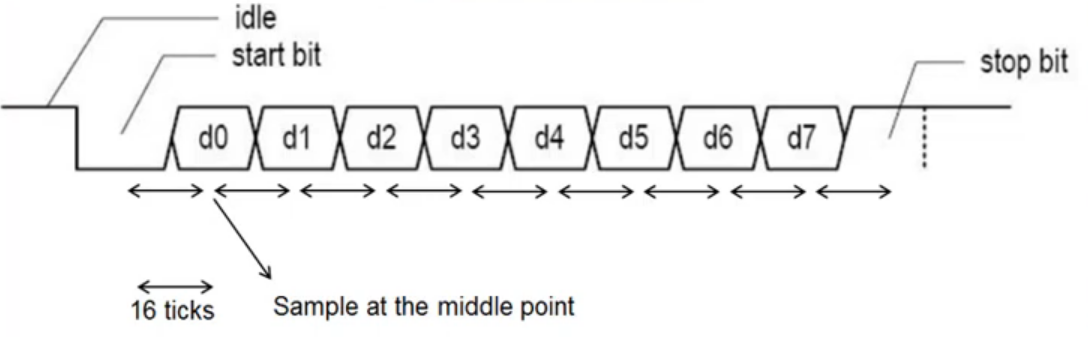 idle
start bit
stop bit
d0 d1 d2 d3 d4 d5 d6 d7
16 ticks
Sample at the middle point